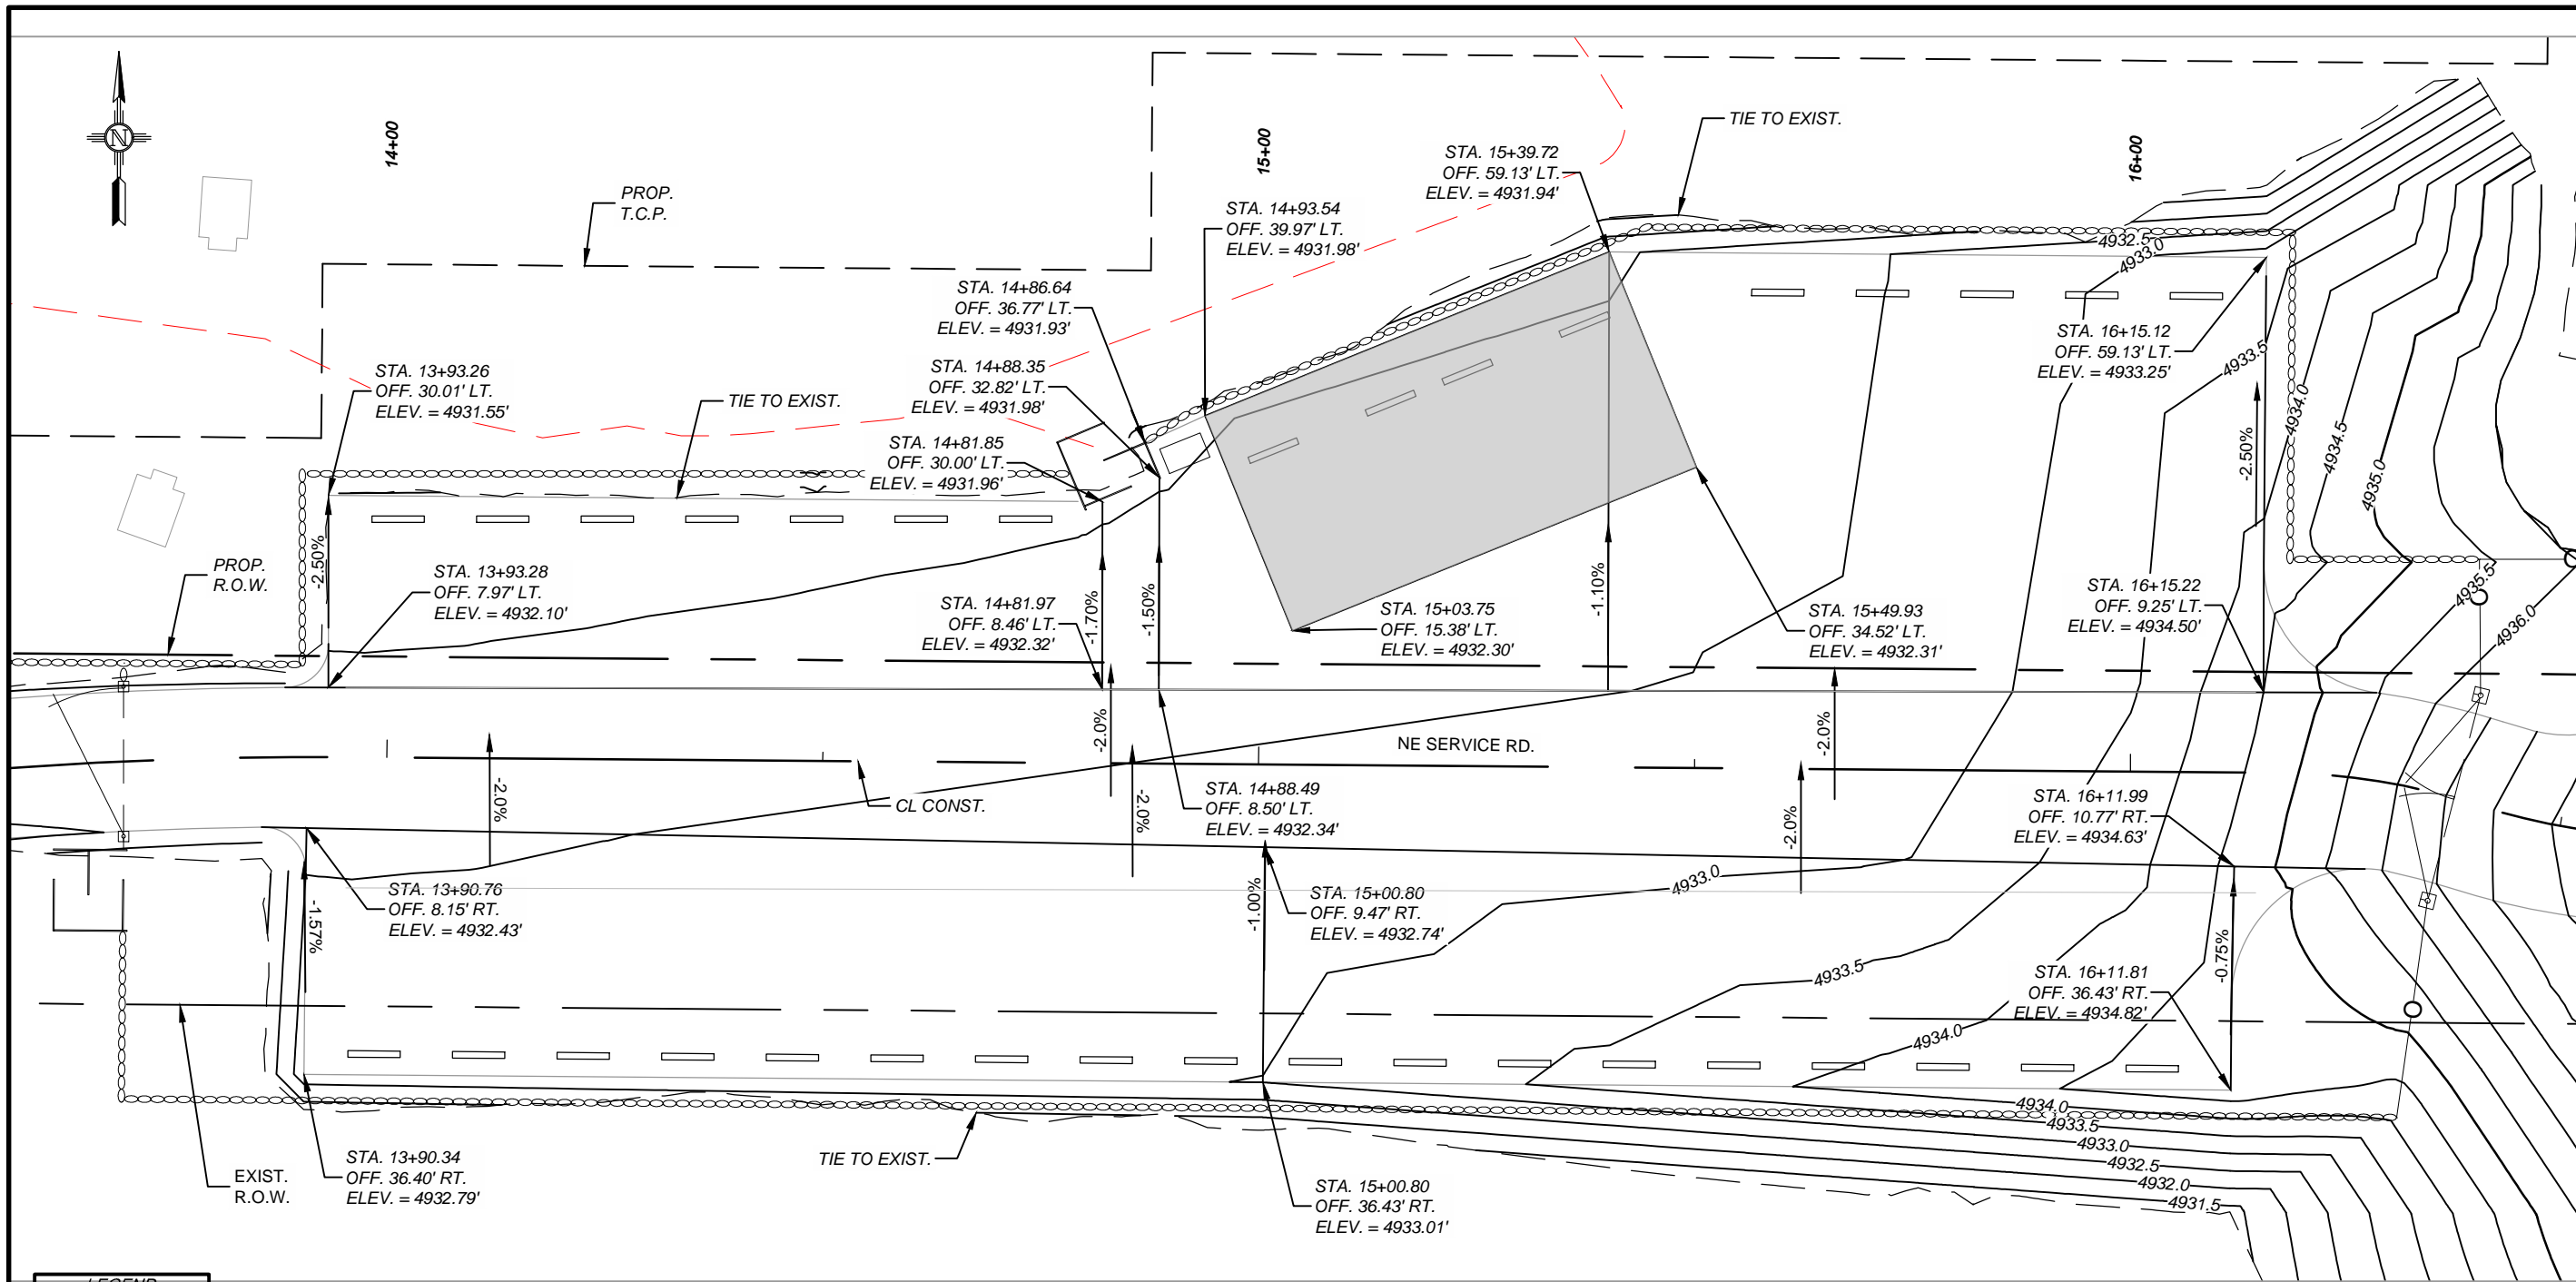 N
14+00
15+00
16+00
TIE TO EXIST.
STA. 15+39.72
OFF. 59.13' LT.
ELEV. = 4931.94'
PROP.
T.C.P.
STA. 14+93.54
OFF. 39.97' LT.
ELEV. = 4931.98'
4932.5
4933.0
STA. 14+86.64
OFF. 36.77' LT.
ELEV. = 4931.93'
STA. 16+15.12
OFF. 59.13' LT.
ELEV. = 4933.25'
4933.5
STA. 13+93.26
OFF. 30.01' LT.
ELEV. = 4931.55'
TIE TO EXIST.
STA. 14+88.35
OFF. 32.82' LT.
ELEV. = 4931.98'
4934.0
4934.5
4935.0
-2.50%
STA. 14+81.85
OFF. 30.00' LT.
ELEV. = 4931.96'
-2.50%
PROP.
R.O.W.
STA. 13+93.28
OFF. 7.97' LT.
ELEV. = 4932.10'
STA. 14+81.97
OFF. 8.46' LT.
ELEV. = 4932.32'
-1.70%
-1.50%
-1.10%
STA. 15+03.75
OFF. 15.38' LT.
ELEV. = 4932.30'
STA. 15+49.93
OFF. 34.52' LT.
ELEV. = 4932.31'
STA. 16+15.22
OFF. 9.25' LT.
ELEV. = 4934.50'
4935.5
4936.0
-2.0%
-2.0%
NE SERVICE RD.
-2.0%
CL CONST.
-2.0%
STA. 14+88.49
OFF. 8.50' LT.
ELEV. = 4932.34'
-2.0%
STA. 16+11.99
OFF. 10.77' RT.
ELEV. = 4934.63'
STA. 13+90.76
OFF. 8.15' RT.
ELEV. = 4932.43'
-1.57%
-1.00%
STA. 15+00.80
OFF. 9.47' RT.
ELEV. = 4932.74'
4933.0
4933.5
4934.0
STA. 16+11.81
OFF. 36.43' RT.
ELEV. = 4934.82'
-0.75%
EXIST.
R.O.W.
STA. 13+90.34
OFF. 36.40' RT.
ELEV. = 4932.79'
TIE TO EXIST.
STA. 15+00.80
OFF. 36.43' RT.
ELEV. = 4933.01'
4934.0
4933.5
4933.0
4932.5
4932.0
4931.5
LEGEND